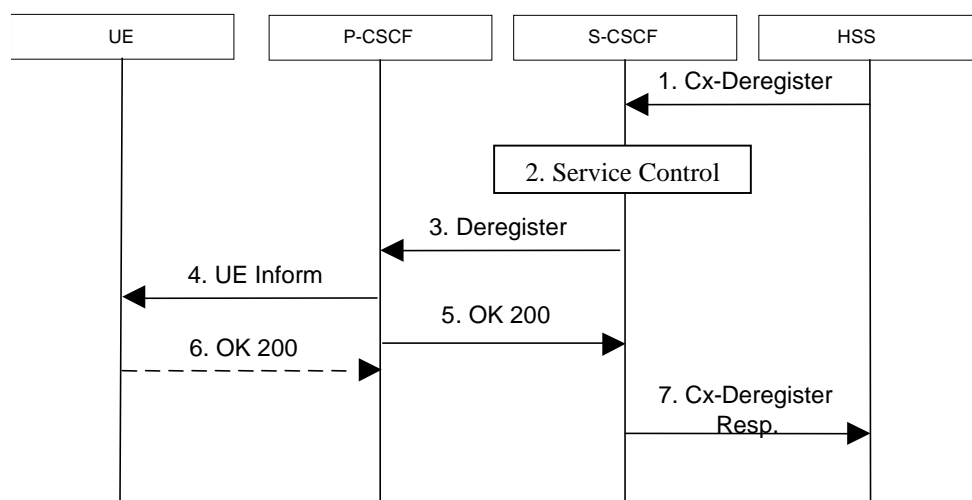 UE
P-CSCF
S-CSCF
HSS
1. Cx-Deregister
2. Service Control
3. Deregister
4. UE Inform
5. OK 200
6. OK 200
7. Cx-Deregister
Resp.